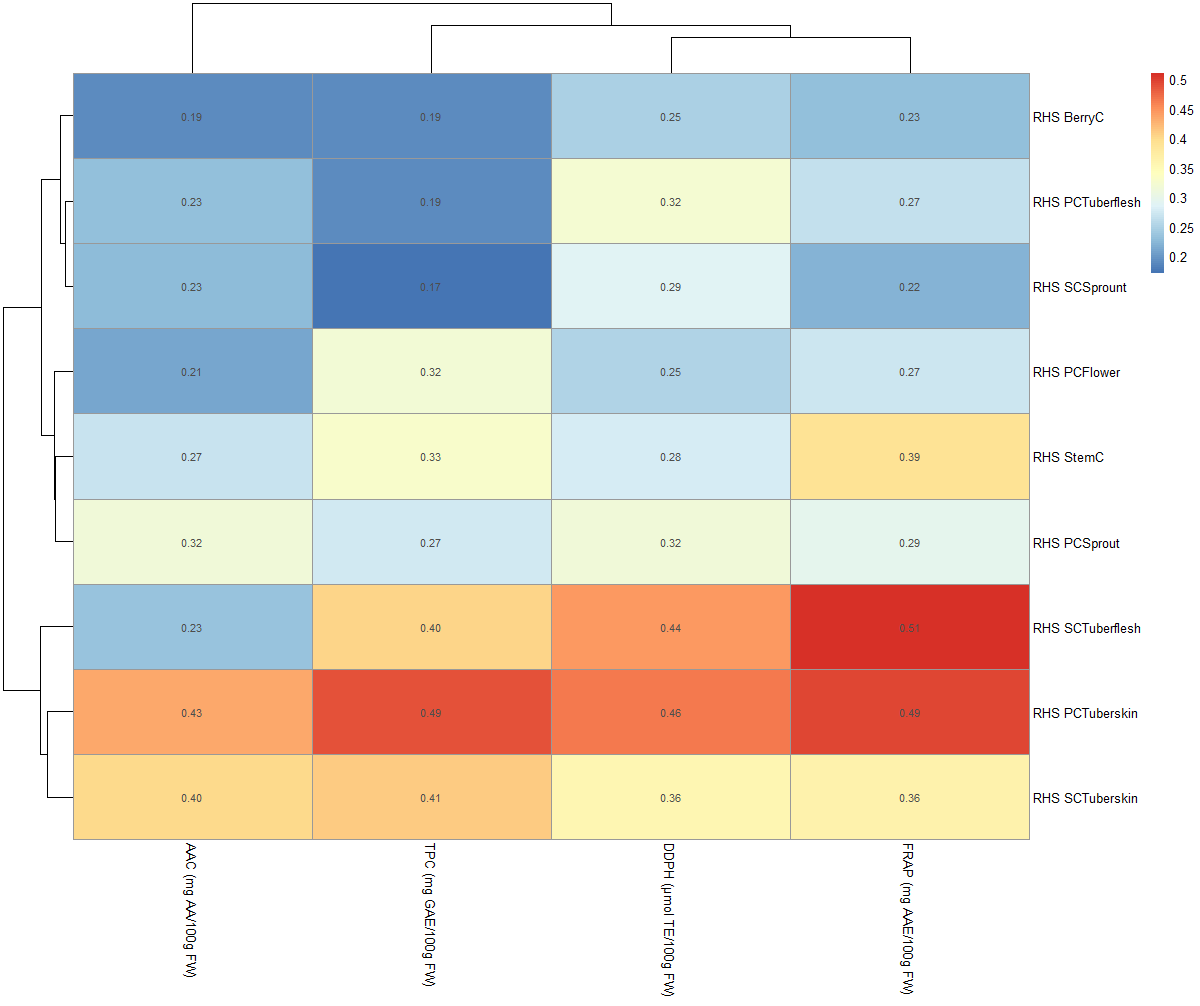 0.19 0.19 0.25 0.23 RHS BerryC
0.23 0.19 0.32 0.27 RHS PCTuberflesh
0.23 0.17 0.29 0.22 RHS SCSprount
0.21 0.32 0.25 0.27 RHS PCFlower
0.27 0.33 0.28 0.39 RHS StemC
0.32 0.27 0.32 0.29 RHS PCSprout
0.23 0.40 0.44 0.51 RHS SCTuberflesh
0.43 0.49 0.46 0.49 RHS PCTuberskin
0.40 0.41 0.36 0.36 RHS SCTuberskin
AAC (mg AA/100g FW)
TPC (mg GAE/100g FW)
DDPH (μmol TE/100g FW)
FRAP (mg AAE/100g FW)
0.5
0.45
0.4
0.35
0.3
0.25
0.2